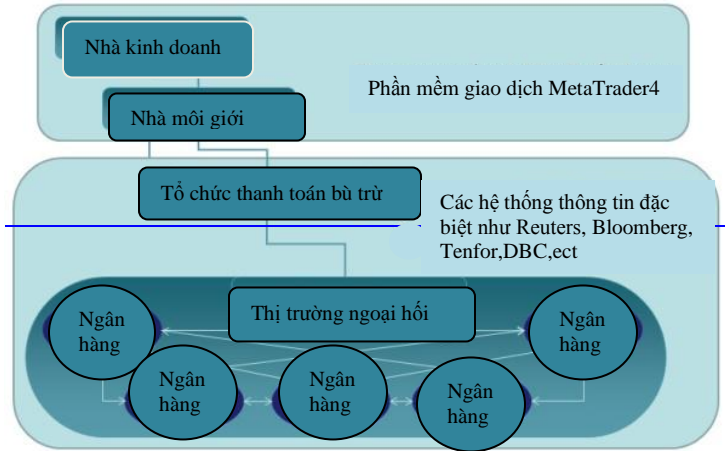 Nhà kinh doanh
Phần mềm giao dịch MetaTrader4
Nhà môi giới
Tổ chức thanh toán bù trừ
Các hệ thống thông tin đặc
biệt như Reuters, Bloomberg,
Tenfor,DBC,ect
Thị trường ngoại hối
Ngân
hàng
Ngân
hàng
Ngân
hàng
Ngân
hàng
Ngân
hàng